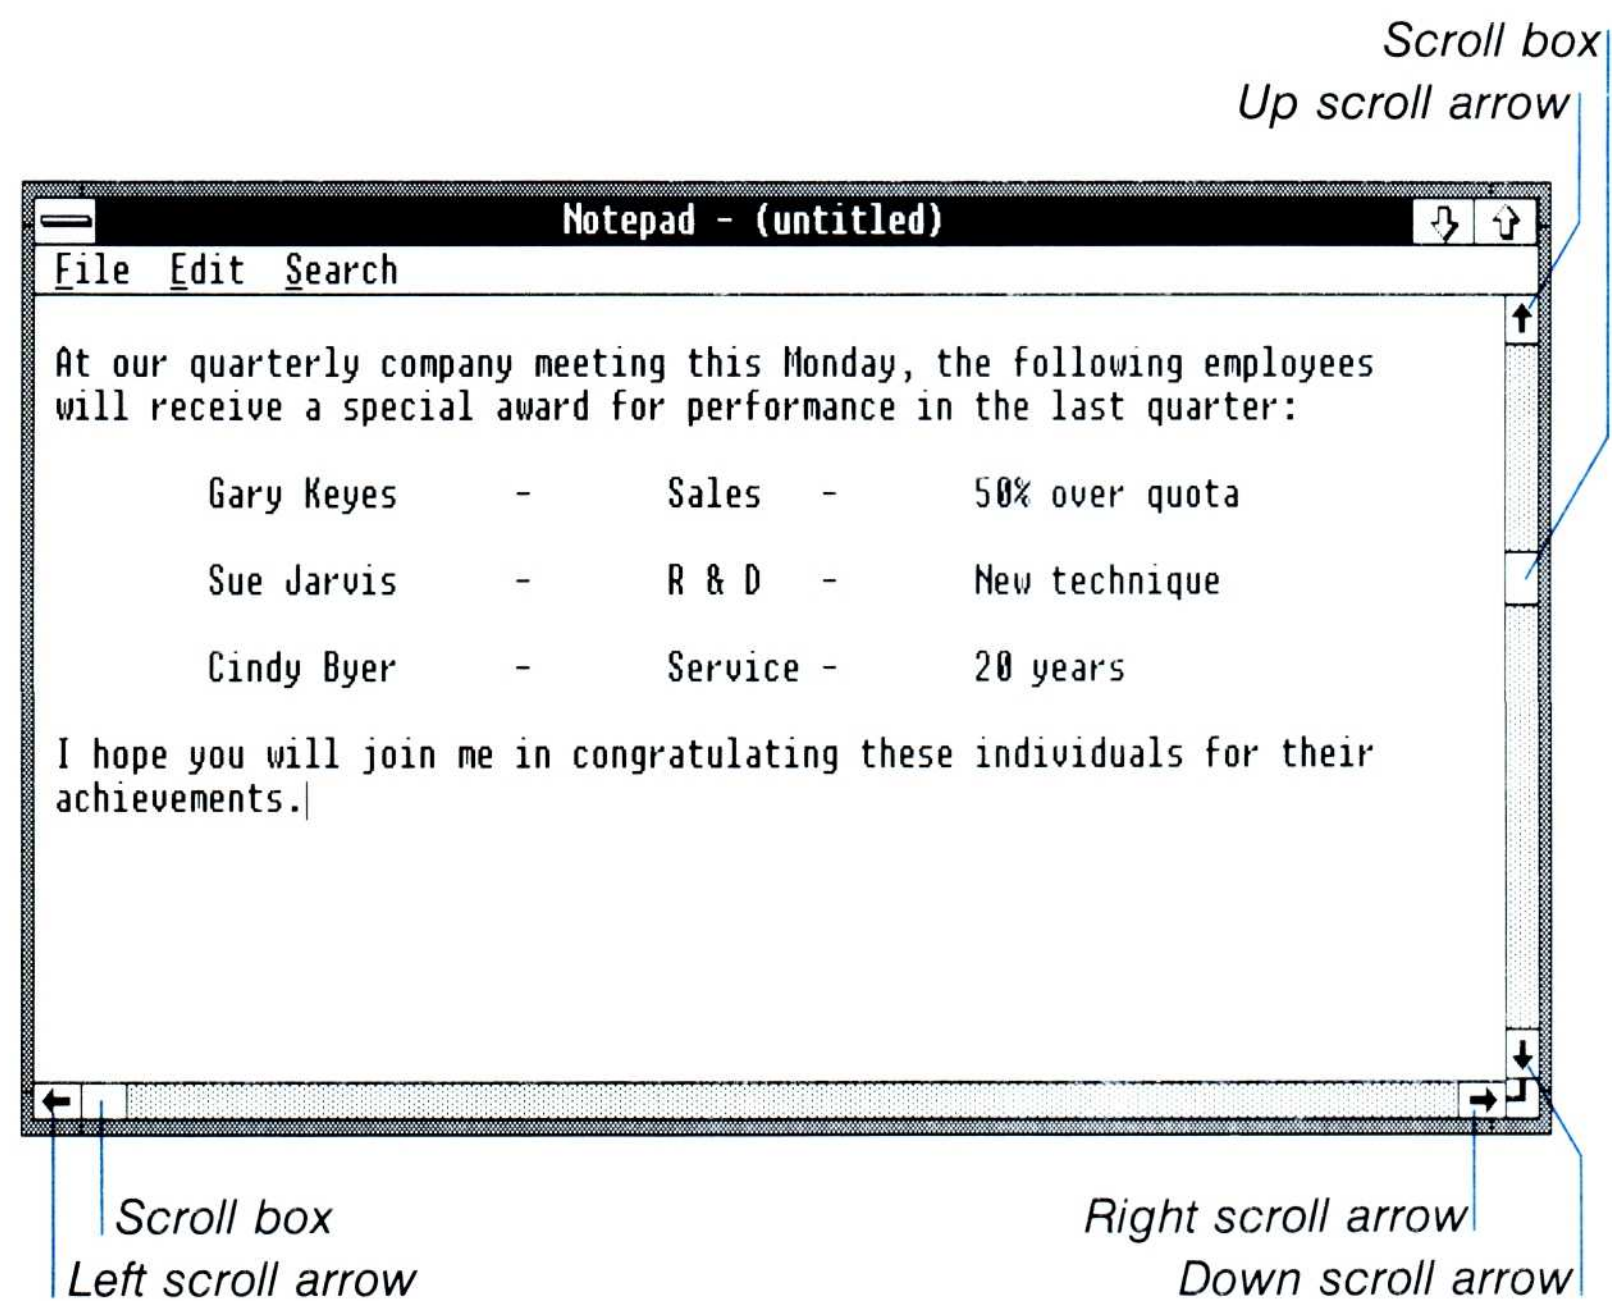 Scroll box
Up scroll arrow
Notepad - (untitled)
File Edit Search
At our quarterly company meeting this Monday, the following employees
will receive a special award for performance in the last quarter:
Gary Keyes - Sales - 50% over quota
Sue Jarvis - R & D - New technique
Cindy Byer - Service - 20 years
I hope you will join me in congratulating these individuals for their
achievements.
Scroll box
Right scroll arrow
Left scroll arrow
Down scroll arrow